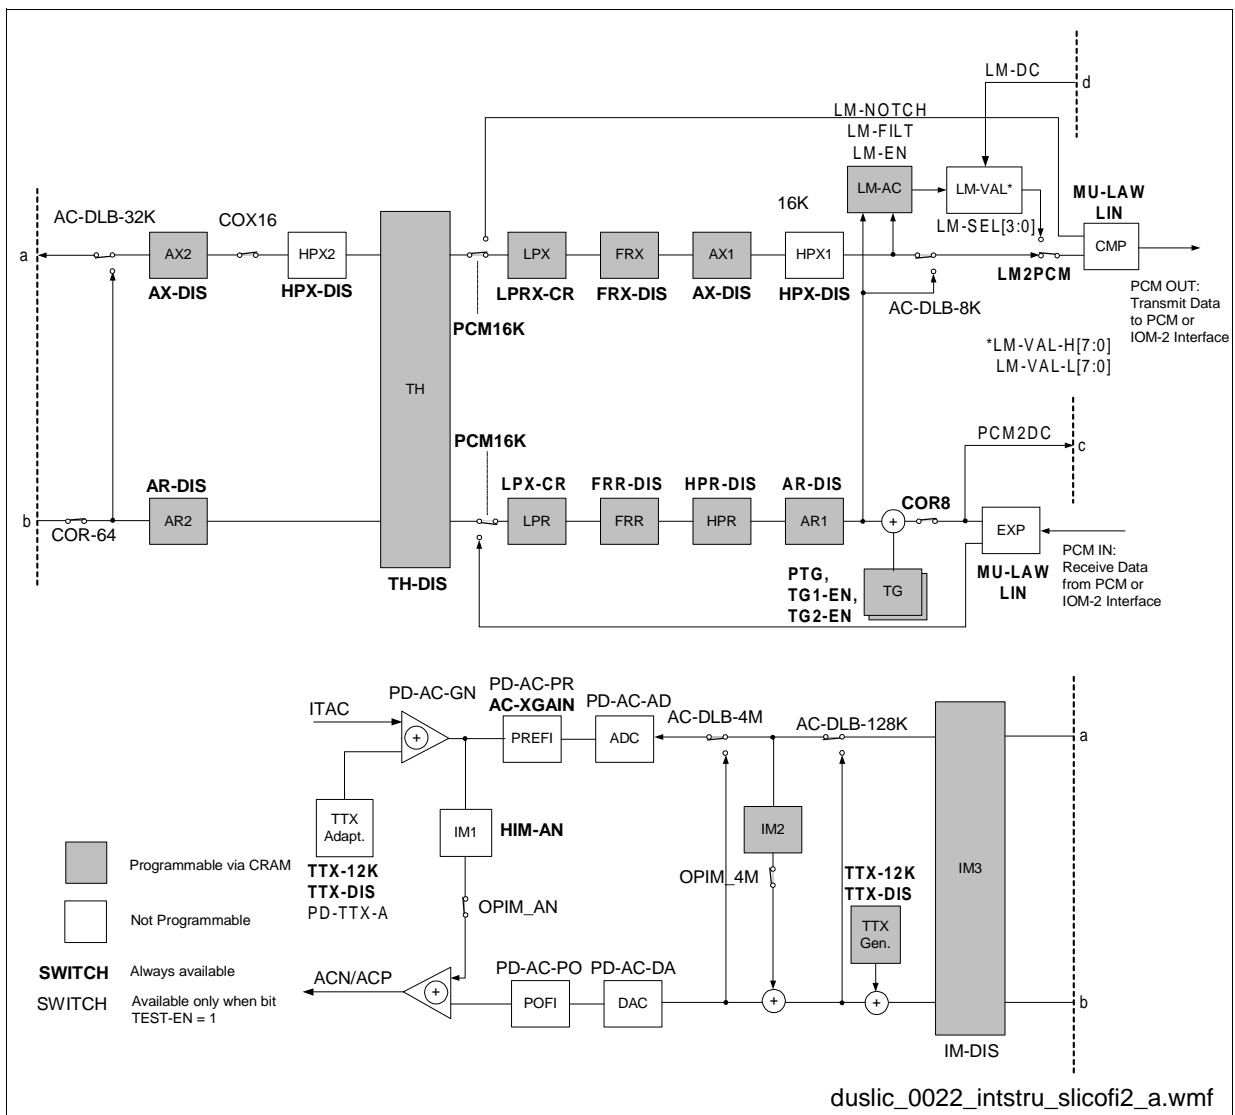 LM-DC
d
LM-NOTCH
LM-FILT
LM-EN
LM-AC
LM-VAL*
MU-LAW
LIN
AC-DLB-32K
COX16
16K
LM-SEL[3:0]
a
AX2
HPX2
LPX
FRX
AX1
HPX1
CMP
AX-DIS
HPX-DIS
LPRX-CR
FRX-DIS
AX-DIS
HPX-DIS
LM2PCM
AC-DLB-8K
PCM OUT:
Transmit Data
to PCM or
IOM-2 Interface
PCM16K
*LM-VAL-H[7:0]
LM-VAL-L[7:0]
TH
PCM16K
PCM2DC
c
AR-DIS
LPX-CR
FRR-DIS
HPR-DIS
AR-DIS
COR8
b
AR2
LPR
FRR
HPR
AR1
+
EXP
COR-64
PCM IN:
Receive Data
from PCM or
IOM-2 Interface
TH-DIS
PTG,
TG1-EN,
TG2-EN
TG
MU-LAW
LIN
PD-AC-GN
PD-AC-PR
AC-XGAIN
PD-AC-AD
AC-DLB-4M
AC-DLB-128K
ITAC
+
PREFI
ADC
a
TTX
Adapt.
IM1
HIM-AN
IM2
IM3
TTX-12K
TTX-DIS
PD-TTX-A
OPIM_4M
TTX-12K
TTX-DIS
Programmable via CRAM
Not Programmable
OPIM_AN
TTX
Gen.
SWITCH Always available
SWITCH Available only when bit
TEST-EN = 1
ACN/ACP
PD-AC-PO
PD-AC-DA
+
POFI
DAC
+
+
b
IM-DIS
duslic_0022_intstru_slicofi2_a.wmf